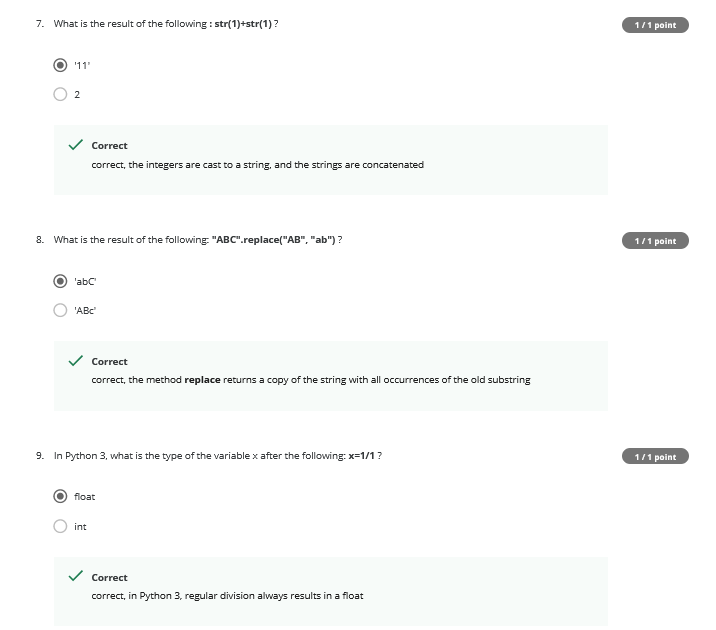 7. What is the result of the following : str(1)+str(1) ?
1 / 1 point
'11'
2
Correct
correct, the integers are cast to a string, and the strings are concatenated
8. What is the result of the following: "ABC".replace("AB", "ab") ?
1 / 1 point
'abC'
'ABc'
Correct
correct, the method replace returns a copy of the string with all occurrences of the old substring
9. In Python 3, what is the type of the variable x after the following: x=1/1 ?
1 / 1 point
float
int
Correct
correct, in Python 3, regular division always results in a float